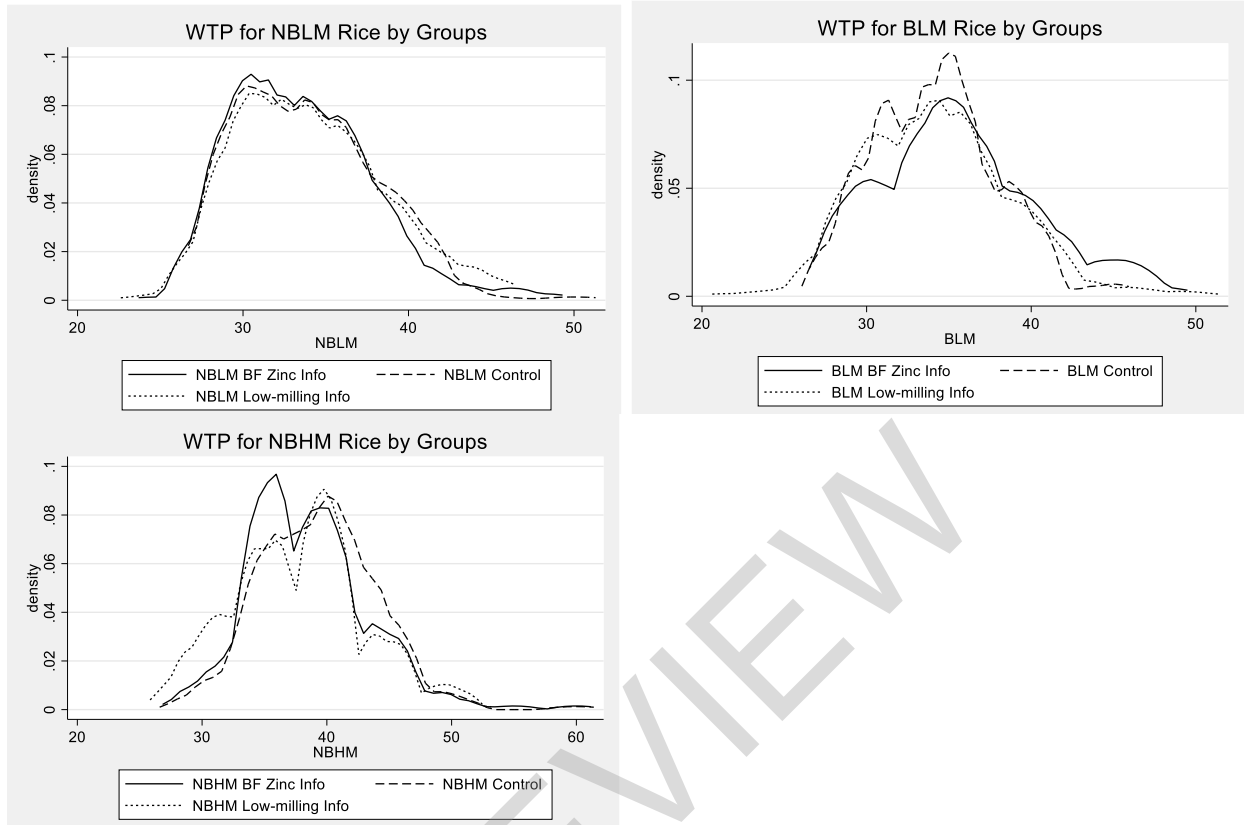 WTP for NBLM Rice by Groups
density
0 .02 .04 .06 .08 .1
20 30 40 50
NBLM
NBLM BF Zinc Info NBLM Control
NBLM Low-milling Info
WTP for BLM Rice by Groups
density
0 .05 .1
20 30 40 50
BLM
BLM BF Zinc Info BLM Control
BLM Low-milling Info
WTP for NBHM Rice by Groups
density
0 .02 .04 .06 .08 .1
20 30 40 50 60
NBHM
NBHM BF Zinc Info NBHM Control
NBHM Low-milling Info
VIEW